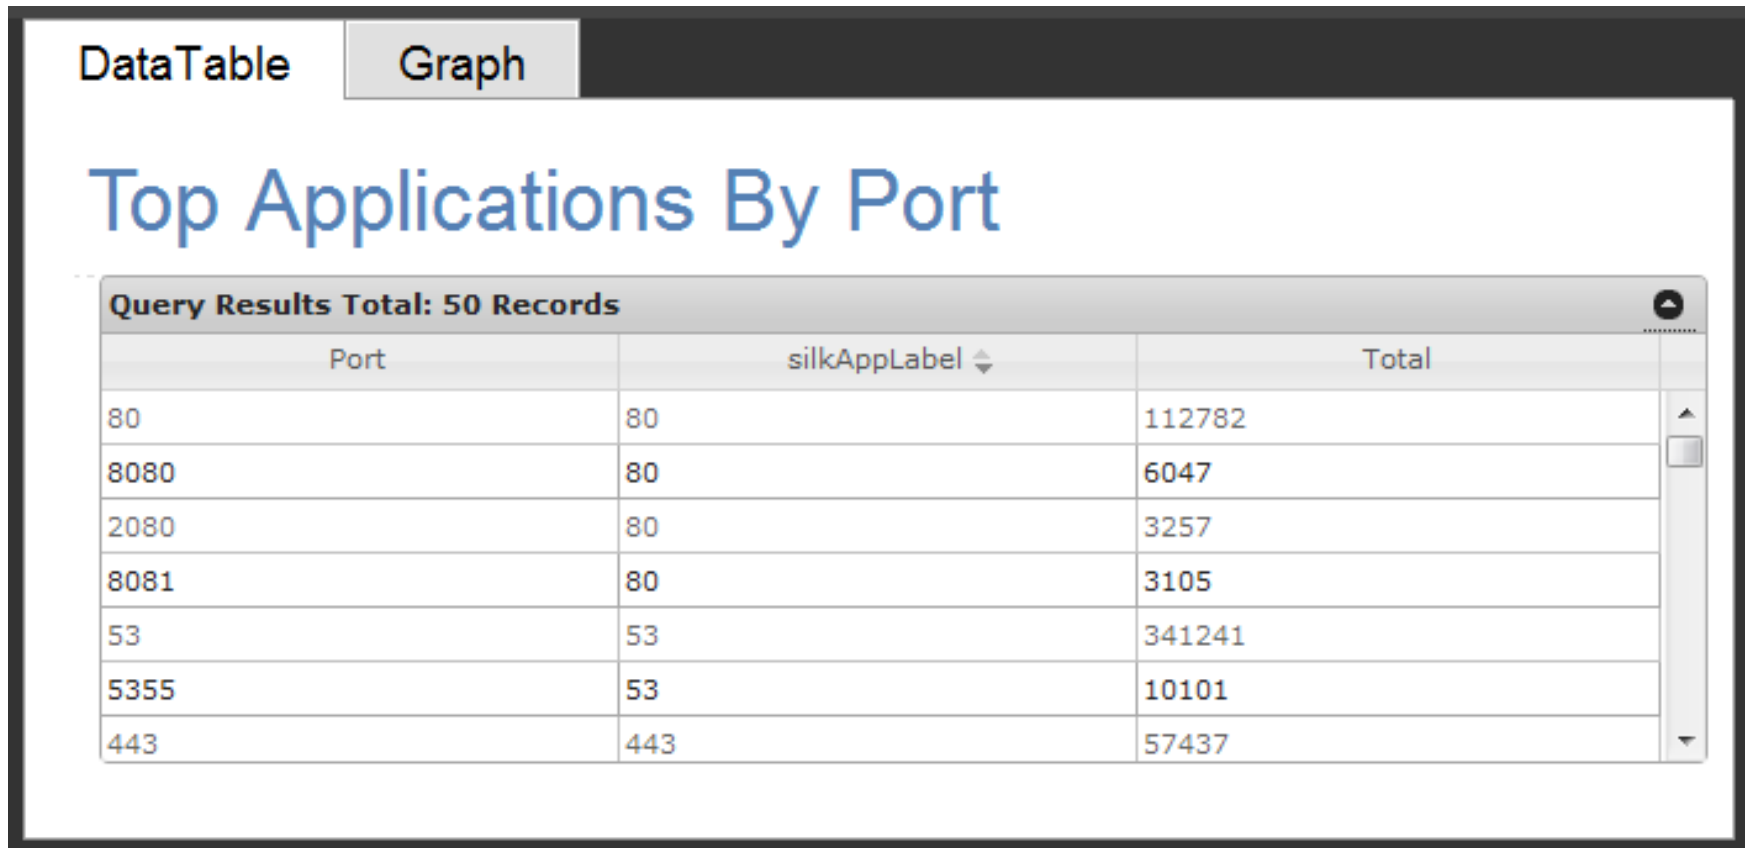 DataTable Graph
Top Applications By Port
Query Results Total: 50 Records
Port silkAppLabel Total
80 80 112782
8080 80 6047
2080 80 3257
8081 80 3105
53 53 341241
5355 53 10101
443 443 57437